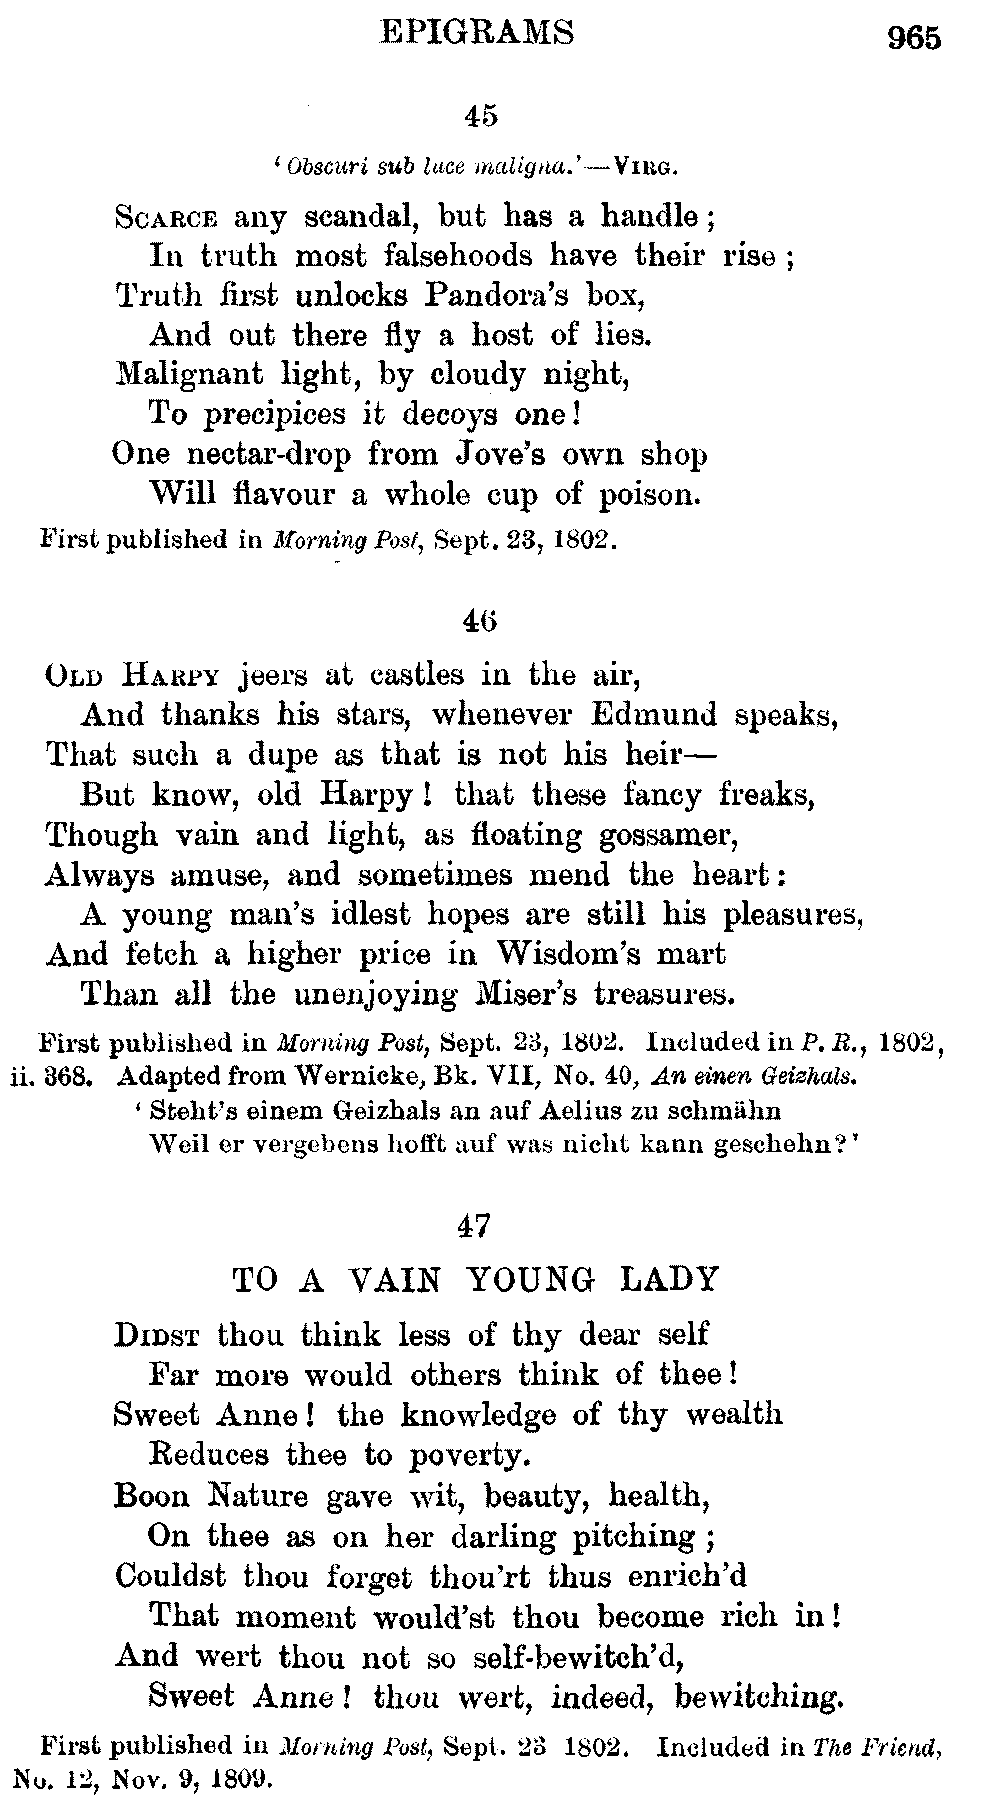 EPIGRAMS 965
45
‘Obscuri sub luce maligna.’—VIRG.
SCARCE any scandal, but has a handle;
In truth most falsehoods have their rise;
Truth first unlocks Pandora’s box,
And out there fly a host of lies.
Malignant light, by cloudy night,
To precipices it decoys one!
One nectar-drop from Jove’s own shop
Will flavour a whole cup of poison.
First published in Morning Post, Sept. 23, 1802.
46
OLD HARPY jeers at castles in the air,
And thanks his stars, whenever Edmund speaks,
That such a dupe as that is not his heir—
But know, old Harpy! that these fancy freaks,
Though vain and light, as floating gossamer,
Always amuse, and sometimes mend the heart:
A young man’s idlest hopes are still his pleasures,
And fetch a higher price in Wisdom’s mart
Than all the unenjoying Miser’s treasures.
First published in Morning Post, Sept. 23, 1802. Included in P. R., 1802,
ii. 368. Adapted from Wernicke, Bk. VII, No. 40, An einen Geizhals.
‘Steht’s einem Geizhals an auf Aelius zu schmähn
Weil er vergebens hofft auf was nicht kann geschehn?’
47
TO A VAIN YOUNG LADY
DIDST thou think less of thy dear self
Far more would others think of thee!
Sweet Anne! the knowledge of thy wealth
Reduces thee to poverty.
Boon Nature gave wit, beauty, health,
On thee as on her darling pitching;
Couldst thou forget thou’rt thus enrich’d
That moment would’st thou become rich in!
And wert thou not so self-bewitch’d,
Sweet Anne! thou wert, indeed, bewitching.
First published in Morning Post, Sept. 23 1802. Included in The Friend,
No. 12, Nov. 9, 1809.